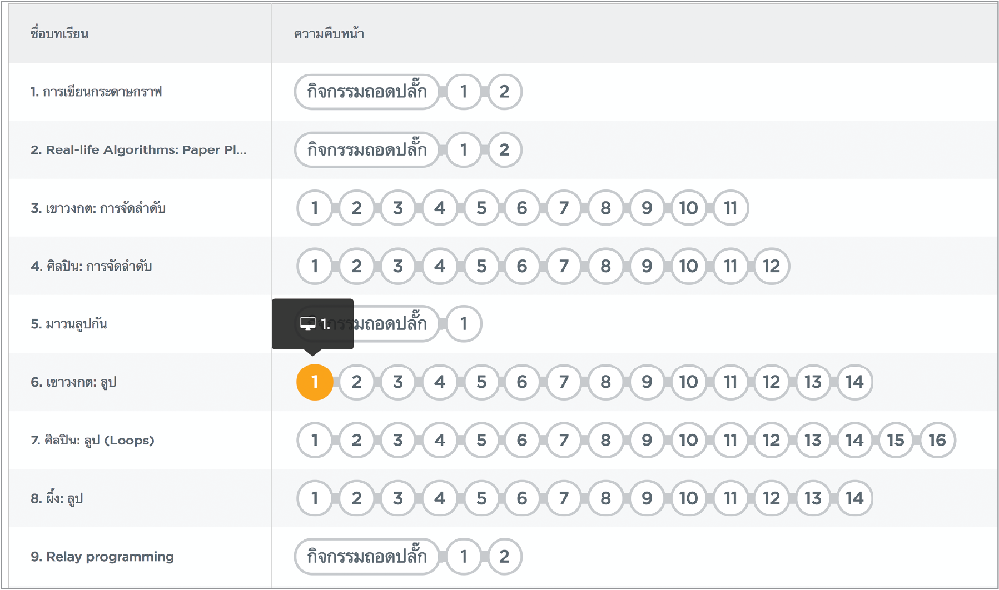 ชื่อบทเรียน ความคืบหน้า
1. การเขียนกระดาษกราฟ กิจกรรมถอดปลั๊ก 1 2
2. Real-life Algorithms: Paper Pl... กิจกรรมถอดปลั๊ก 1 2
3. เขาวงกต: การจัดลำดับ 1 2 3 4 5 6 7 8 9 10 11
4. ศิลปิน: การจัดลำดับ 1 2 3 4 5 6 7 8 9 10 11 12
5. มาวนลูปกัน กิจกรรมถอดปลั๊ก 1
1.
6. เขาวงกต: ลูป 1 2 3 4 5 6 7 8 9 10 11 12 13 14
7. ศิลปิน: ลูป (Loops) 1 2 3 4 5 6 7 8 9 10 11 12 13 14 15 16
8. ผึ้ง: ลูป 1 2 3 4 5 6 7 8 9 10 11 12 13 14
9. Relay programming กิจกรรมถอดปลั๊ก 1 2